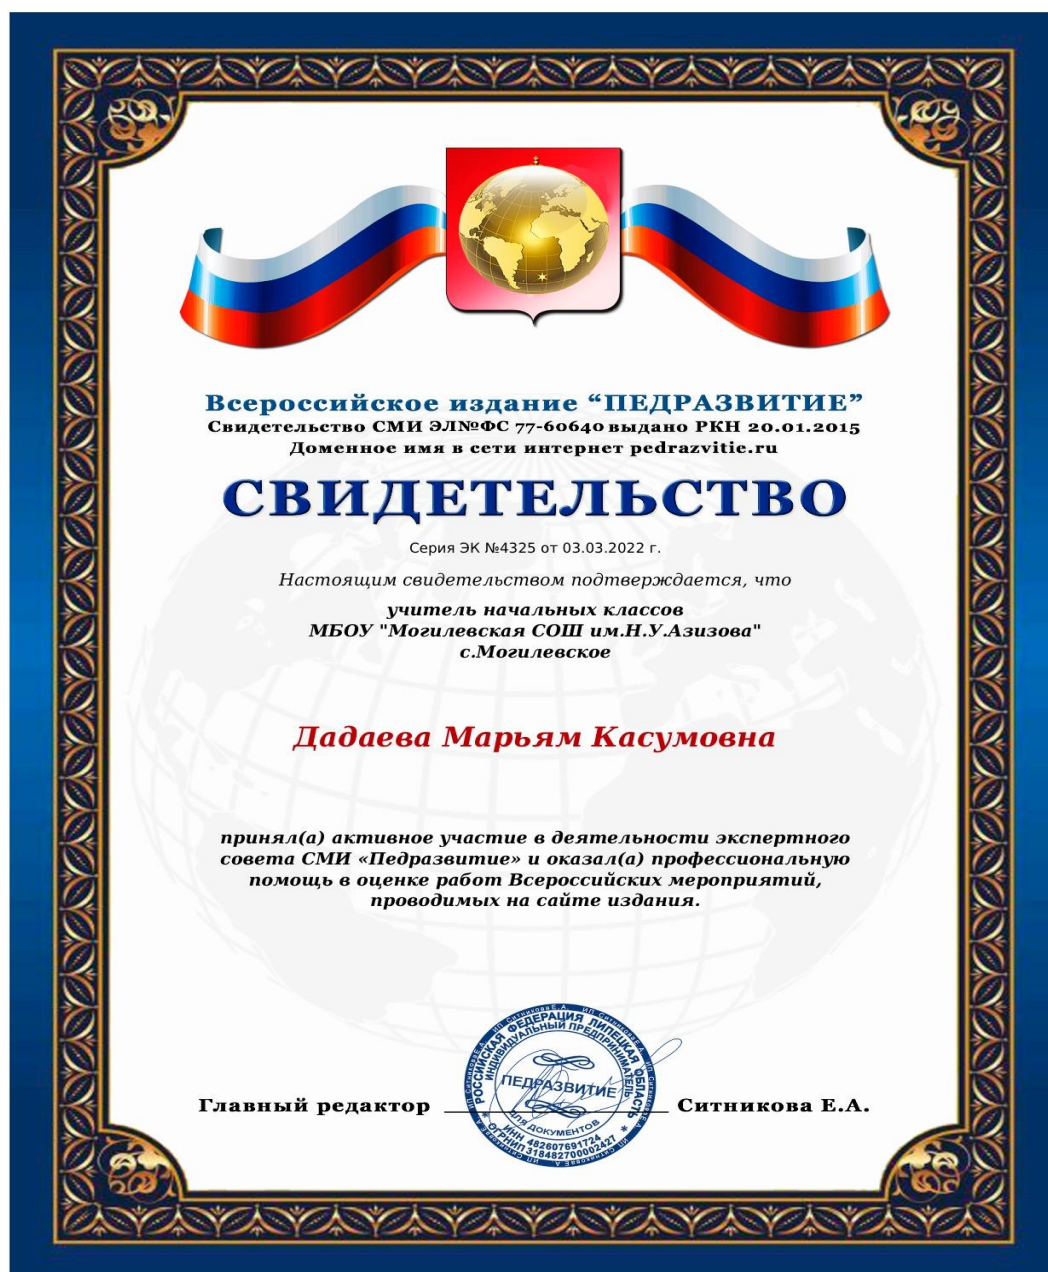 Всероссийское издание “ПЕДРАЗВИТИЕ”
Свидетельство СМИ ЭЛ№ФС 77-60640 выдано РКН 20.01.2015
Доменное имя в сети интернет pedrazvitie.ru
СВИДЕТЕЛЬСТВО
Серия ЭК №4325 от 03.03.2022 г.
Настоящим свидетельством подтверждается, что
учитель начальных классов
МБОУ "Могилевская СОШ им.Н.У.Азизова"
с.Могилевское
Дадаева Марьям Касумовна
принял(а) активное участие в деятельности экспертного
совета СМИ «Педразвитие» и оказал(а) профессиональную
помощь в оценке работ Всероссийских мероприятий,
проводимых на сайте издания.
Главный редактор
Ситникова Е.А.
РОССИЙСКАЯ ФЕДЕРАЦИЯ ЛИПЕЦКАЯ ОБЛАСТЬ
ИНДИВИДУАЛЬНЫЙ ПРЕДПРИНИМАТЕЛЬ
ПЕДРАЗВИТИЕ
ДЛЯ ДОКУМЕНТОВ
ИНН 482607691724
ОГРНИП 318482700002427